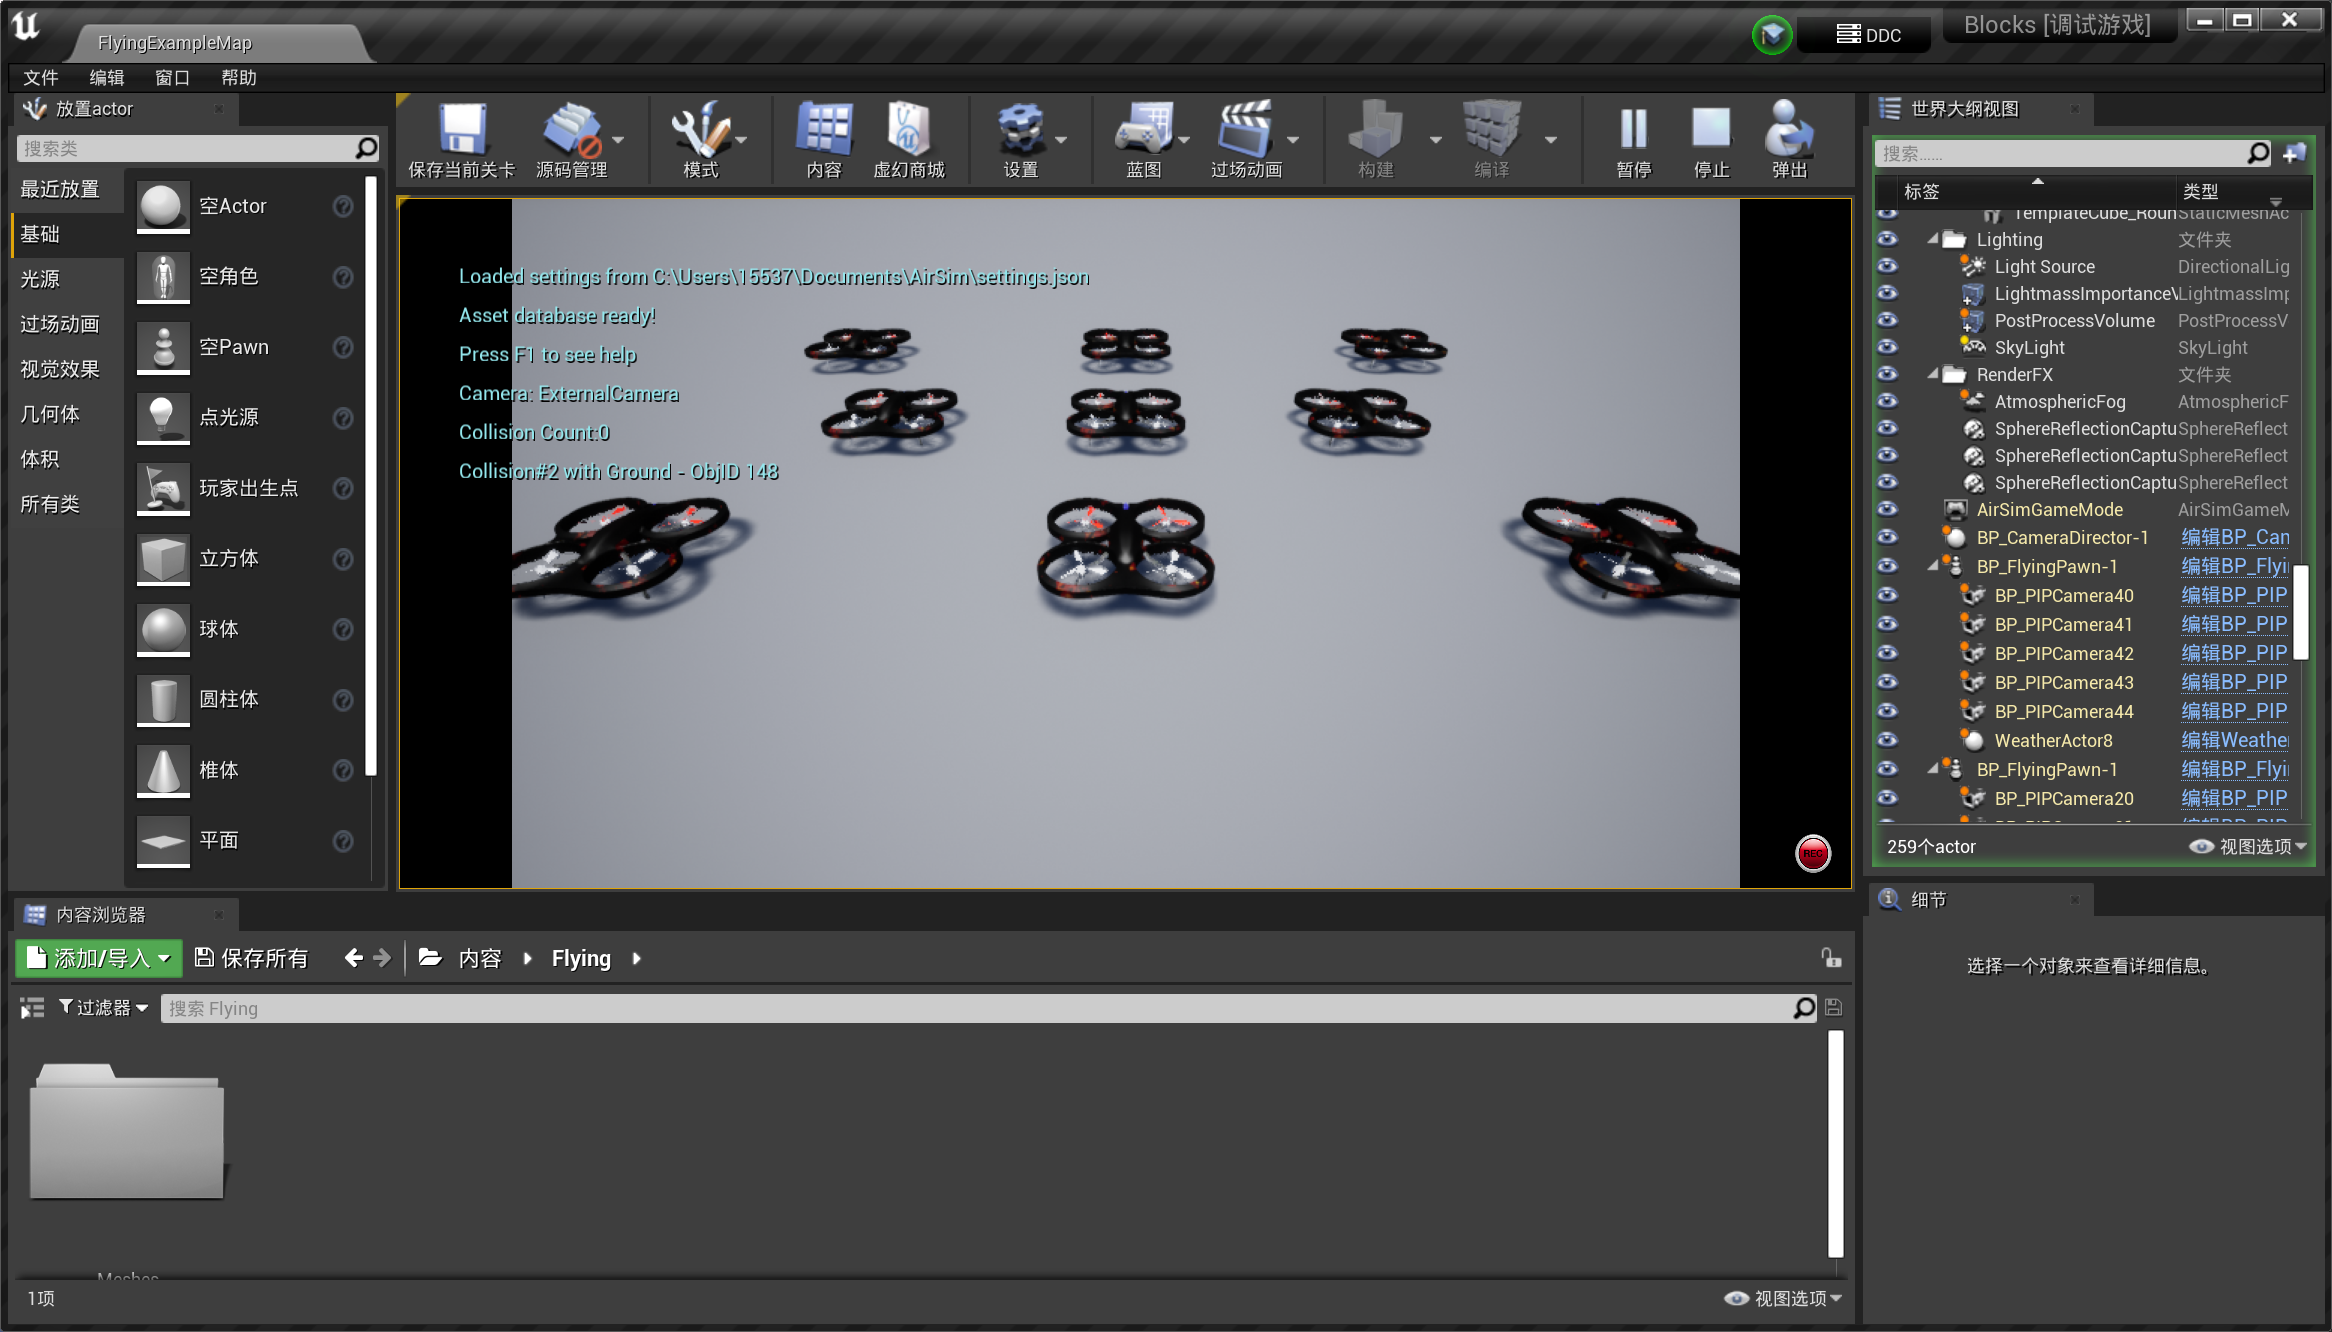 FlyingExampleMap
DDC
Blocks [调试游戏]
文件 编辑 窗口 帮助
放置actor
搜索类
最近放置
基础
光源
过场动画
视觉效果
几何体
体积
所有类
空Actor
空角色
空Pawn
点光源
玩家出生点
立方体
球体
圆柱体
椎体
平面
保存当前关卡 源码管理 模式 内容 虚幻商城 设置 蓝图 过场动画 构建 编译 暂停 停止 弹出
Loaded settings from C:\Users\15537\Documents\AirSim\settings.json
Asset database ready!
Press F1 to see help
Camera: ExternalCamera
Collision Count:0
Collision#2 with Ground - ObjID 148
REC
世界大纲视图
搜索......
标签 类型
TemplateCube_Roun StaticMeshAc
Lighting 文件夹
Light Source DirectionalLig
LightmassImportanceV LightmassImp
PostProcessVolume PostProcessV
SkyLight SkyLight
RenderFX 文件夹
AtmosphericFog AtmosphericF
SphereReflectionCaptu SphereReflect
SphereReflectionCaptu SphereReflect
SphereReflectionCaptu SphereReflect
AirSimGameMode AirSimGameM
BP_CameraDirector-1 编辑BP_Can
BP_FlyingPawn-1 编辑BP_Flyi
BP_PIPCamera40 编辑BP_PIP
BP_PIPCamera41 编辑BP_PIP
BP_PIPCamera42 编辑BP_PIP
BP_PIPCamera43 编辑BP_PIP
BP_PIPCamera44 编辑BP_PIP
WeatherActor8 编辑Weathe
BP_FlyingPawn-1 编辑BP_Flyi
BP_PIPCamera20 编辑BP_PIP
259个actor
视图选项
细节
选择一个对象来查看详细信息。
内容浏览器
添加/导入 保存所有 内容 Flying
过滤器 搜索 Flying
Meshes
1项
视图选项